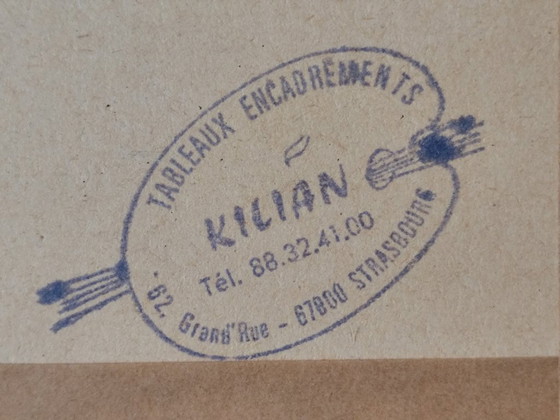 TABLEAUX ENCADREMENTS
KILIAN
Tél. 88.32.41.00
62, Grand'Rue - 67000 STRASBOURG